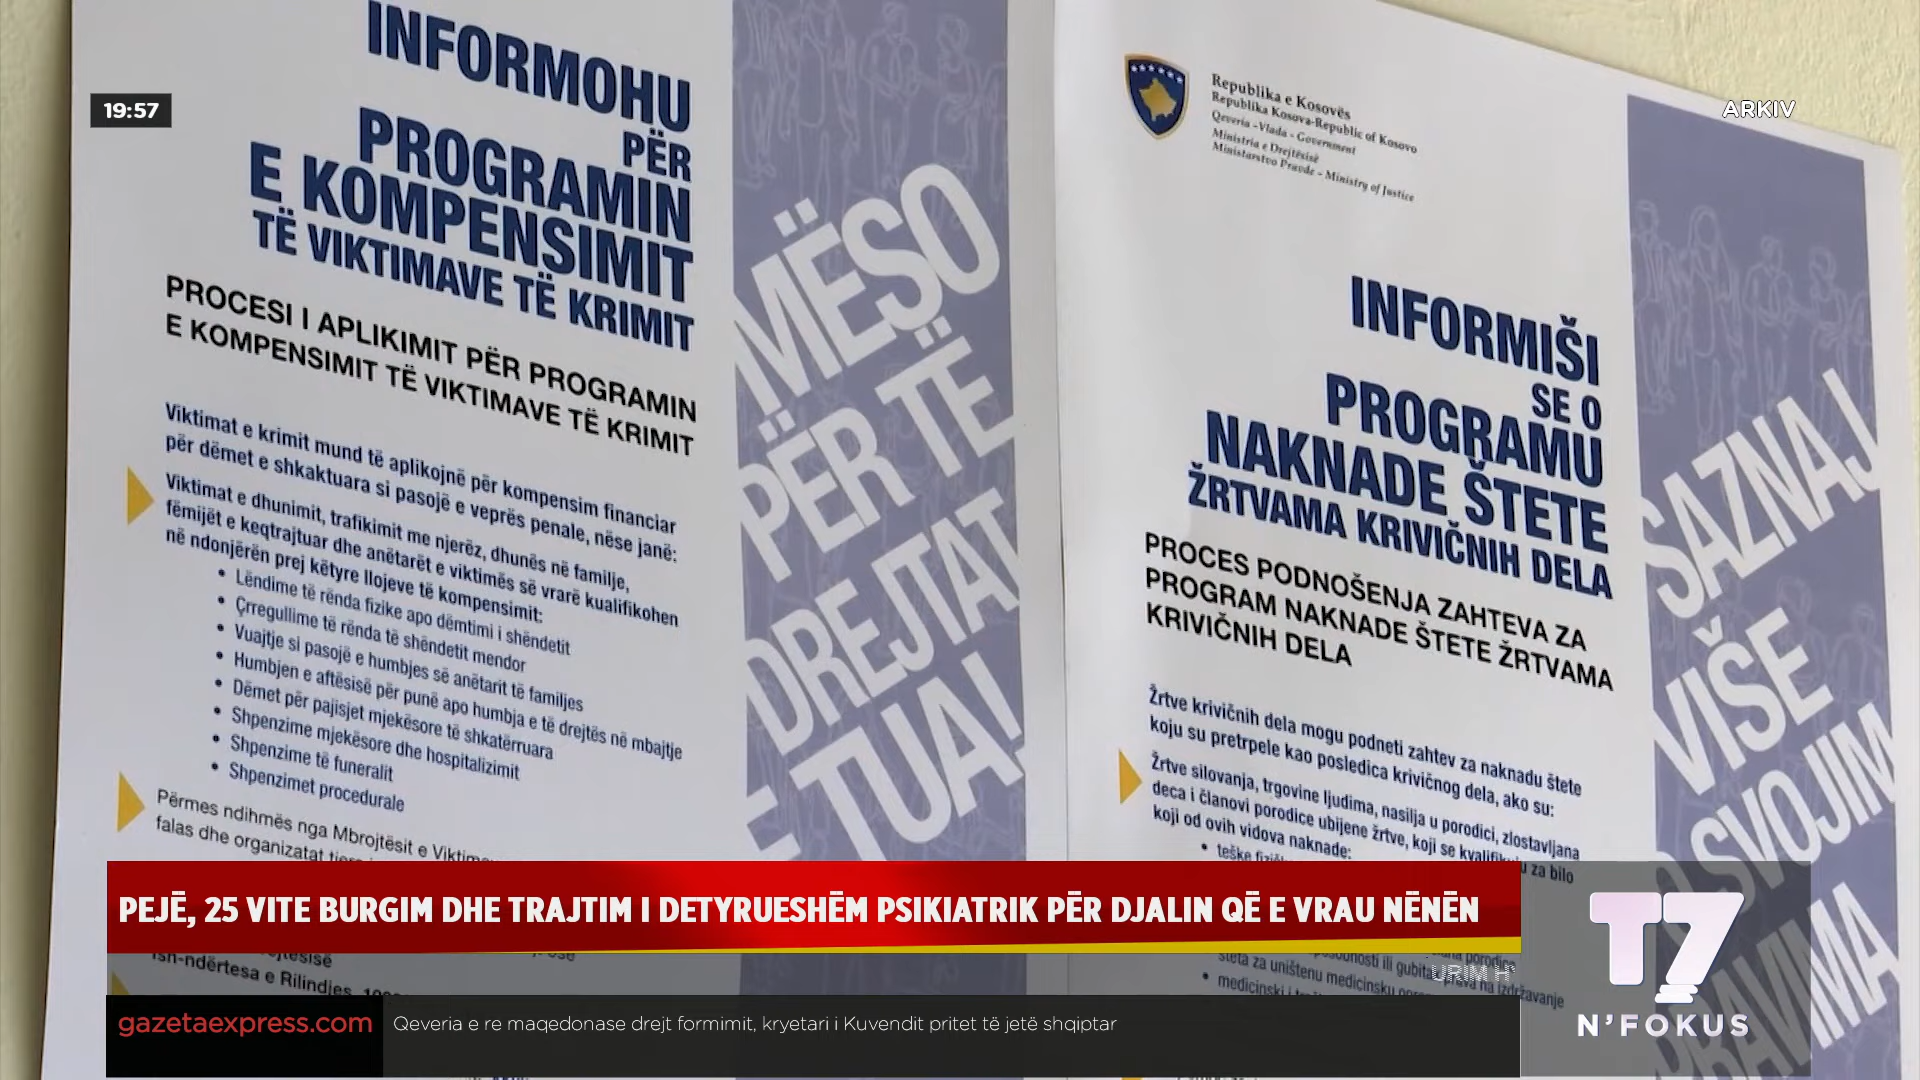 19:57
ARKIV
INFORMOHU
PËR
PROGRAMIN
E KOMPENSIMIT
TË VIKTIMAVE TË KRIMIT
PROCESI I APLIKIMIT PËR PROGRAMIN
E KOMPENSIMIT TË VIKTIMAVE TË KRIMIT
Viktimat e krimit mund të aplikojnë për kompensim financiar
për dëmet e shkaktuara si pasojë e veprës penale, nëse janë:
Viktimat e dhunimit, trafikimit me njerëz, dhunës në familje,
fëmijët e keqtrajtuar dhe anëtarët e viktimës së vrarë kualifikohen
në ndonjërën prej këtyre llojeve të kompensimit:
• Lëndime të rënda fizike apo dëmtimi i shëndetit
• Çrregullime të rënda të shëndetit mendor
• Vuajtje si pasojë e humbjes së anëtarit të familjes
• Humbjen e aftësisë për punë apo humbja e të drejtës në mbajtje
• Dëmet për pajisjet mjekësore të shkatërruara
• Shpenzime mjekësore dhe hospitalizimit
• Shpenzime të funeralit
• Shpenzimet procedurale
Përmes ndihmës nga Mbrojtësit e
falas dhe organizatat
Ish-ndërtesa e Rilindjes,
MËSO
PËR TË
DREJTAT
E TUA!
Republika e Kosovës
Republika Kosova-Republic of Kosovo
Qeveria -Vlada - Government
Ministria e Drejtësisë
Ministarstvo Pravde - Ministry of Justice
INFORMIŠI
SE O
PROGRAMU
NAKNADE ŠTETE
ŽRTVAMA KRIVIČNIH DELA
PROCES PODNOŠENJA ZAHTEVA ZA
PROGRAM NAKNADE ŠTETE ŽRTVAMA
KRIVIČNIH DELA
Žrtve krivičnih dela mogu podneti zahtev za naknadu štete
koju su pretrpele kao posledica krivičnog dela, ako su:
Žrtve silovanja, trgovine ljudima, nasilja u porodici, zlostavljana
deca i članovi porodice ubijene žrtve, koji se za bilo
koji od ovih vidova naknade:
• teške
šteta za uništenu medicinsku
• medicinski i
SAZNAJ
VIŠE
O SVOJIM
PRAVIMA
PEJË, 25 VITE BURGIM DHE TRAJTIM I DETYRUESHËM PSIKIATRIK PËR DJALIN QË E VRAU NËNËN
URIM
gazetaexpress.com
Qeveria e re maqedonase drejt formimit, kryetari i Kuvendit pritet të jetë shqiptar
T7
N'FOKUS